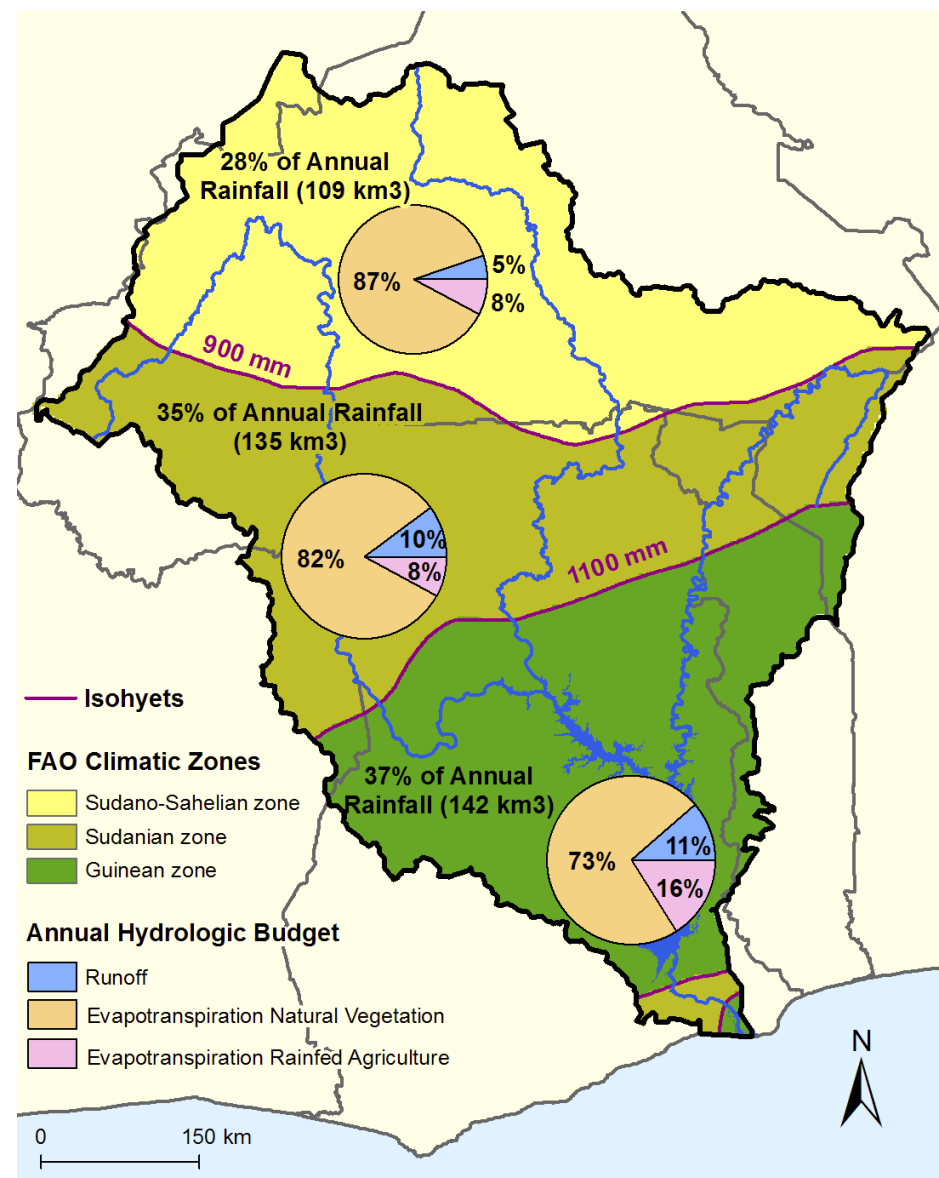 28% of Annual
Rainfall (109 km3)
87%
5%
8%
900 mm
35% of Annual Rainfall
(135 km3)
82%
10%
8%
1100 mm
37% of Annual
Rainfall (142 km3)
73%
11%
16%
Isohyets
FAO Climatic Zones
Sudano-Sahelian zone
Sudanian zone
Guinean zone
Annual Hydrologic Budget
Runoff
Evapotranspiration Natural Vegetation
Evapotranspiration Rainfed Agriculture
N
0 150 km